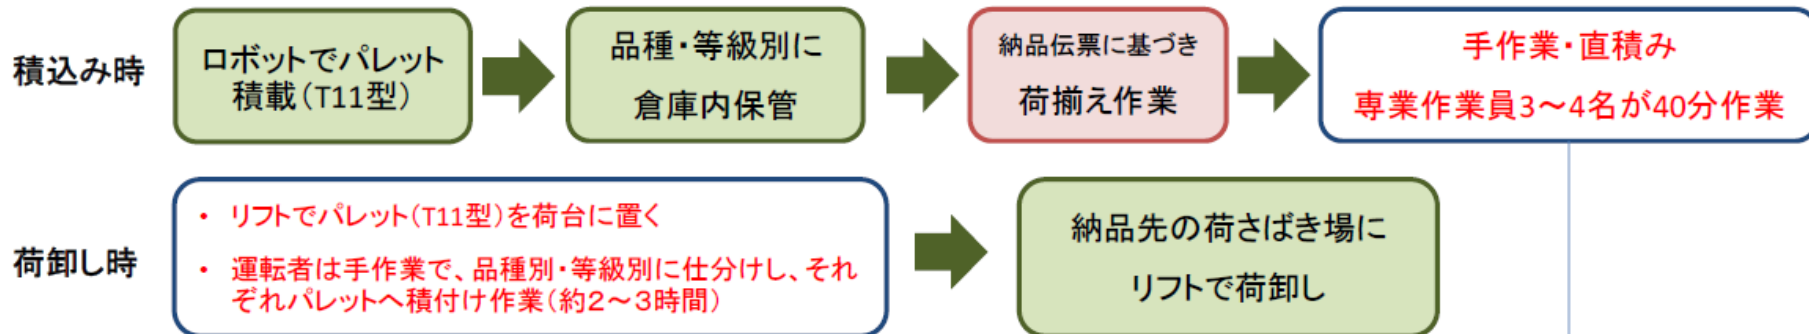 積込み時
ロボットでパレット
積載(T11型)
品種・等級別に
倉庫内保管
納品伝票に基づき
荷揃え作業
手作業・直積み
専業作業員3~4名が40分作業
荷卸し時
• リフトでパレット(T11型)を荷台に置く
• 運転者は手作業で、品種別・等級別に仕分けし、それ
ぞれパレットへ積付け作業(約2~3時間)
納品先の荷さばき場に
リフトで荷卸し